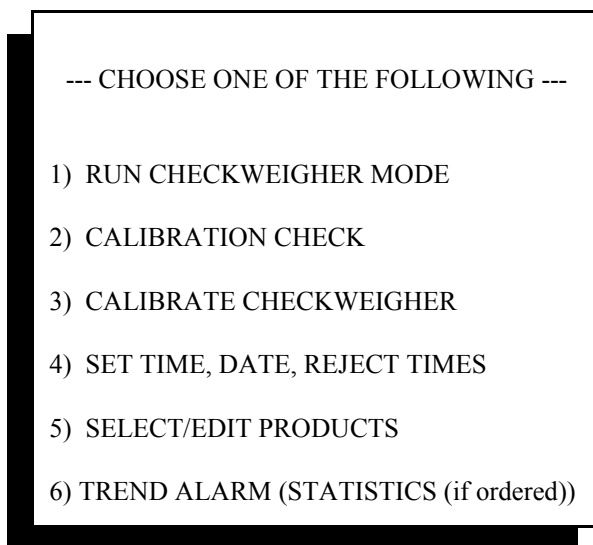 --- CHOOSE ONE OF THE FOLLOWING ---
1) RUN CHECKWEIGHER MODE
2) CALIBRATION CHECK
3) CALIBRATE CHECKWEIGHER
4) SET TIME, DATE, REJECT TIMES
5) SELECT/EDIT PRODUCTS
6) TREND ALARM (STATISTICS (if ordered))